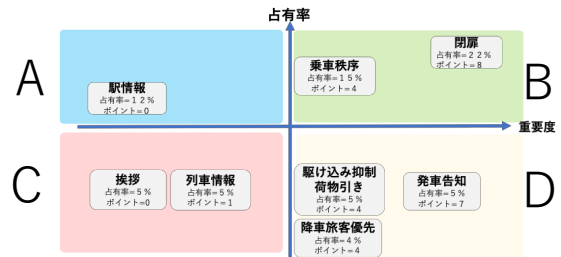 占有率
A
駅情報
占有率=12%
ポイント=0
乗車秩序
占有率=15%
ポイント=4
閉扉
占有率=22%
ポイント=8
B
重要度
C
挨拶
占有率=5%
ポイント=0
列車情報
占有率=5%
ポイント=1
駆け込み抑制
荷物引き
占有率=5%
ポイント=4
発車告知
占有率=5%
ポイント=7
D
降車旅客優先
占有率=4%
ポイント=4